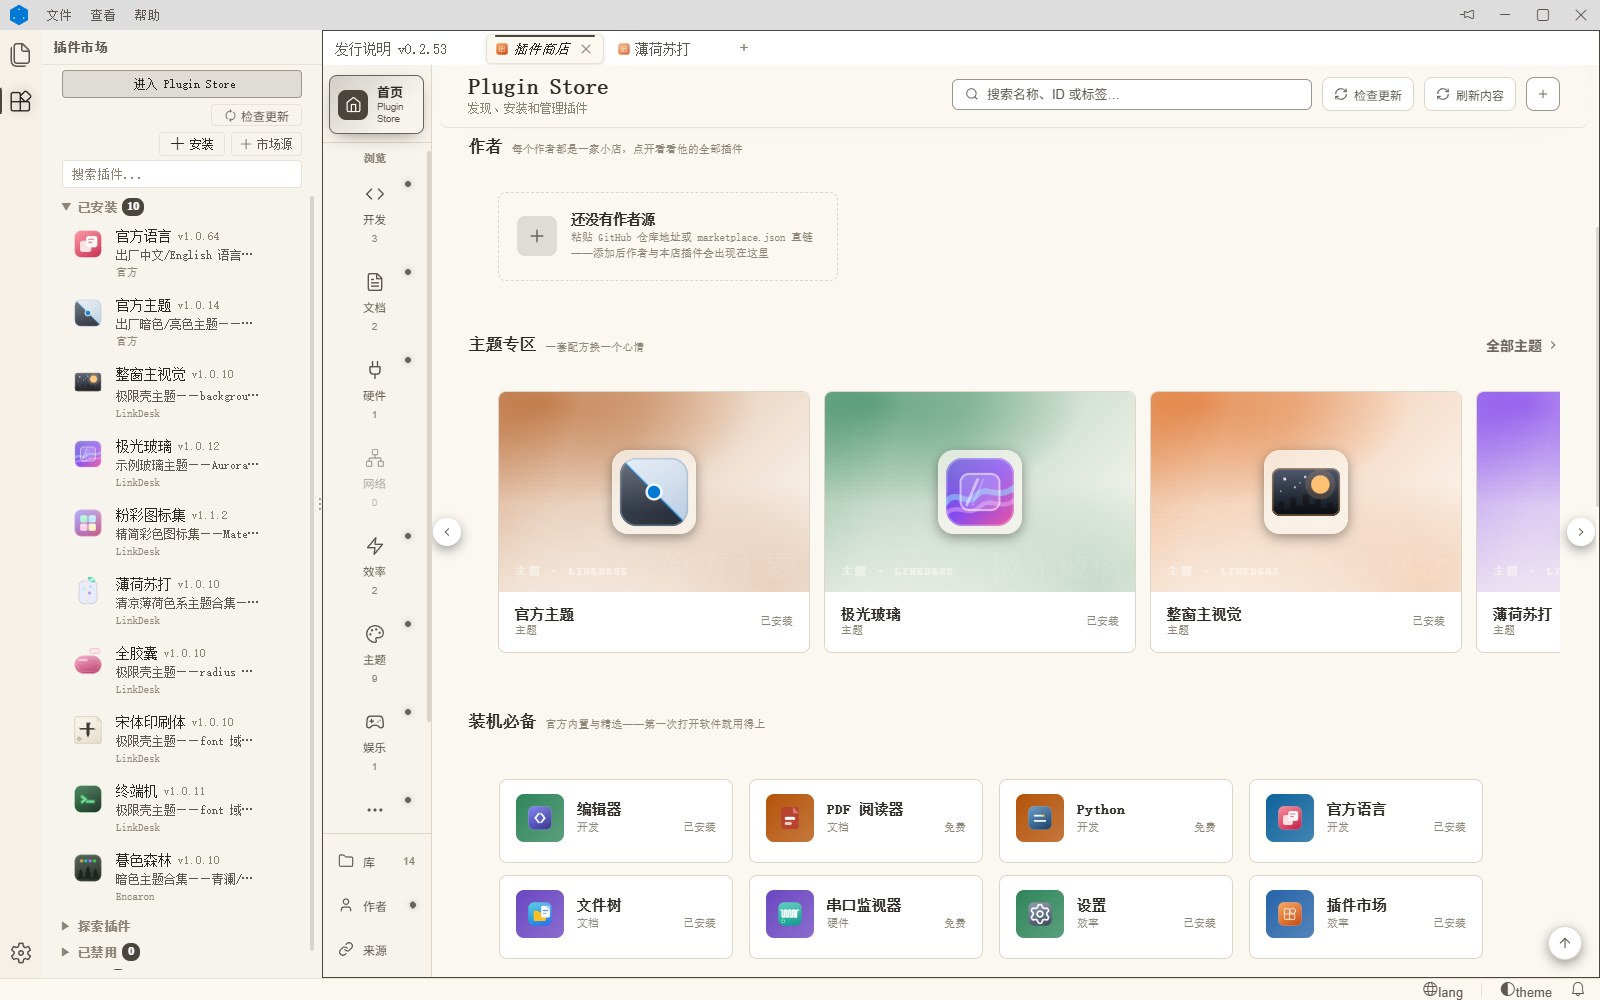 文件 查看 帮助
插件市场
进入 Plugin Store
检查更新
安装 市场源
搜索插件...
已安装 10
官方语言 v1.0.64
出厂中文/English 语言…
官方
官方主题 v1.0.14
出厂暗色/亮色主题——…
官方
整窗主视觉 v1.0.10
极限壳主题——backgrou…
LinkDesk
极光玻璃 v1.0.12
示例玻璃主题——Aurora…
LinkDesk
粉彩图标集 v1.1.2
精简彩色图标集——Mate…
LinkDesk
薄荷苏打 v1.0.10
清凉薄荷色系主题合集—…
LinkDesk
全胶囊 v1.0.10
极限壳主题——radius …
LinkDesk
宋体印刷体 v1.0.10
极限壳主题——font 域…
LinkDesk
终端机 v1.0.11
极限壳主题——font 域…
LinkDesk
暮色森林 v1.0.10
暗色主题合集——青澜/…
Encaron
探索插件
已禁用 0
发行说明 v0.2.53
插件商店
薄荷苏打
首页
Plugin
Store
浏览
开发
3
文档
2
硬件
1
网络
0
效率
2
主题
9
娱乐
1
库 14
作者
来源
Plugin Store
发现、安装和管理插件
搜索名称、ID 或标签...
检查更新
刷新内容
作者 每个作者都是一家小店，点开看看他的全部插件
还没有作者源
粘贴 GitHub 仓库地址或 marketplace.json 直链
——添加后作者与本店插件会出现在这里
主题专区 一套配方换一个心情
全部主题
主题 · LINKDESK
官方主题
主题
已安装
主题 · LINKDESK
极光玻璃
主题
已安装
主题 · LINKDESK
整窗主视觉
主题
已安装
主题 · LI
薄荷苏打
主题
装机必备 官方内置与精选——第一次打开软件就用得上
编辑器
开发 已安装
PDF 阅读器
文档 免费
Python
开发 免费
官方语言
开发 已安装
文件树
文档 已安装
串口监视器
硬件 免费
设置
效率 已安装
插件市场
效率 已安装
lang
theme